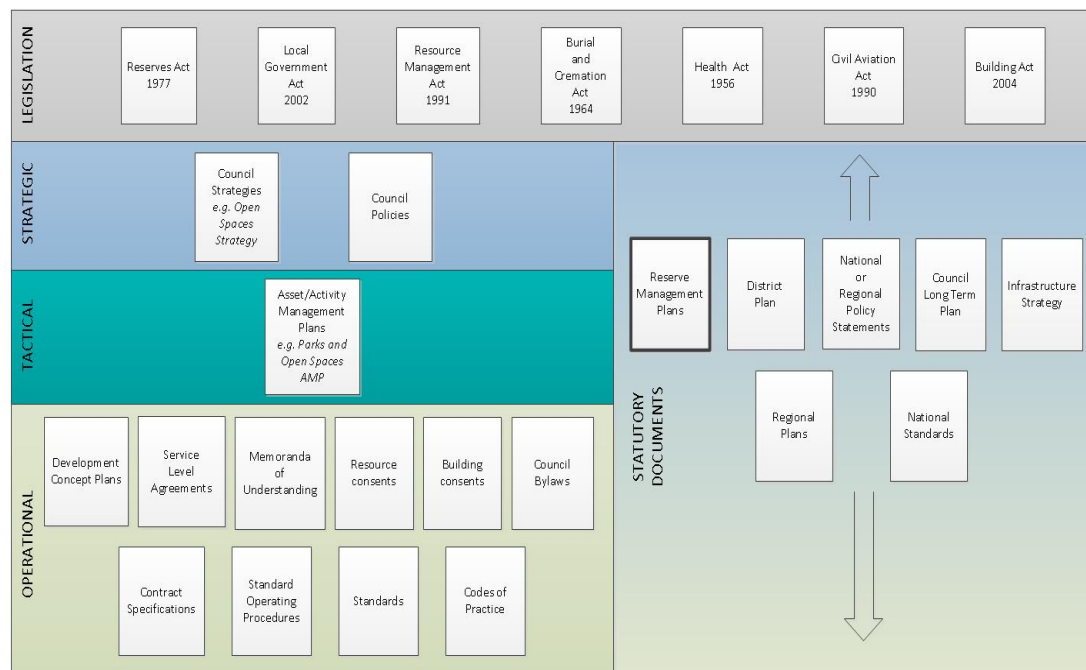 LEGISLATION
Reserves Act
1977
Local
Government
Act
2002
Resource
Management
Act
1991
Burial
and
Cremation
Act
1964
Health Act
1956
Civil Aviation
Act
1990
Building Act
2004
STRATEGIC
Council
Strategies
e.g. Open
Spaces
Strategy
Council
Policies
TACTICAL
Asset/Activity
Management
Plans
e.g. Parks and
Open Spaces
AMP
OPERATIONAL
Development
Concept Plans
Service
Level
Agreements
Memoranda
of
Understanding
Resource
consents
Building
consents
Council
Bylaws
Contract
Specifications
Standard
Operating
Procedures
Standards
Codes of
Practice
STATUTORY
DOCUMENTS
Reserve
Management
Plans
District
Plan
National
or
Regional
Policy
Statements
Council
Long Term
Plan
Infrastructure
Strategy
Regional
Plans
National
Standards